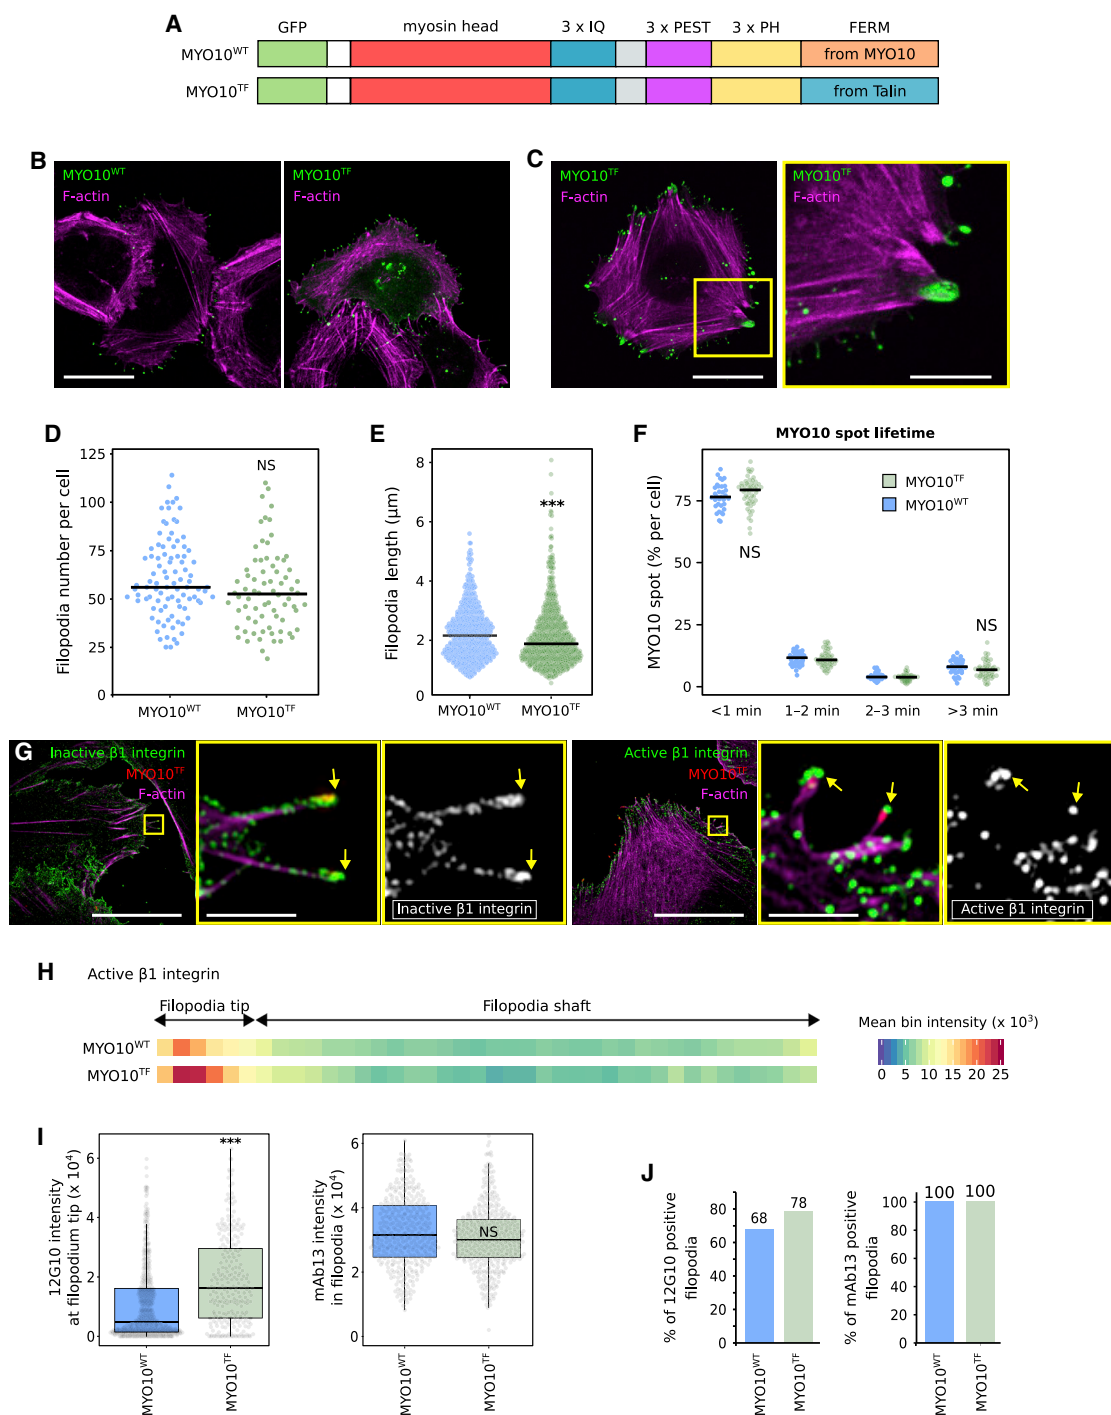 A
GFP
myosin head
3 x IQ
3 x PEST
3 x PH
FERM
MYO10WT
from MYO10
MYO10TF
from Talin
B
MYO10WT
F-actin
MYO10TF
F-actin
C
MYO10TF
F-actin
MYO10TF
F-actin
D
Filopodia number per cell
125
100
75
50
25
0
NS
MYO10WT
MYO10TF
E
Filopodia length (µm)
8
6
4
2
0
***
MYO10WT
MYO10TF
F
MYO10 spot lifetime
MYO10 spot (% per cell)
75
50
25
0
MYO10TF
MYO10WT
NS
NS
<1 min
1–2 min
2–3 min
>3 min
G
Inactive β1 integrin
MYO10TF
F-actin
Inactive β1 integrin
Active β1 integrin
MYO10
F-actin
Active β1 integrin
H
Active β1 integrin
Filopodia tip
Filopodia shaft
MYO10WT
MYO10TF
Mean bin intensity (x 10³)
0 5 10 15 20 25
I
12G10 intensity
at filopodium tip (x 10⁴)
6
4
2
0
***
MYO10WT
MYO10TF
mAb13 intensity
in filopodia (x 10⁴)
6
4
2
0
NS
MYO10WT
MYO10TF
J
% of 12G10 positive
filopodia
80
60
40
20
0
68
78
MYO10WT
MYO10TF
% of mAb13 positive
filopodia
100
80
60
40
20
0
100
100
MYO10WT
MYO10TF